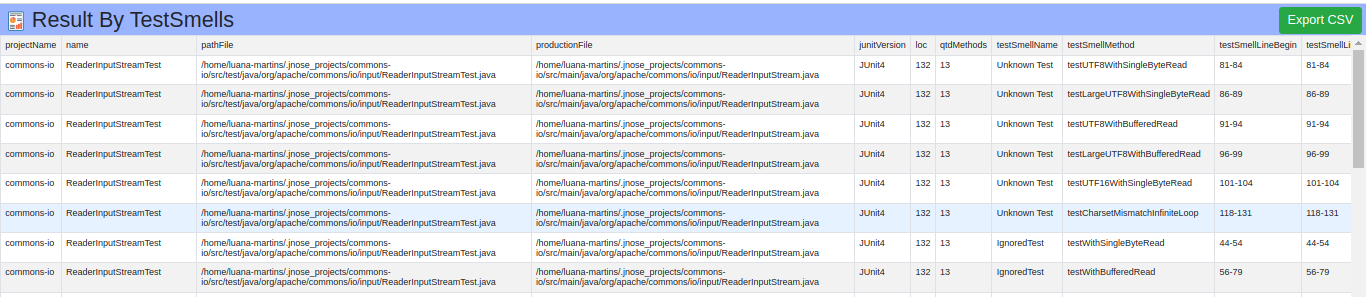 Result By TestSmells
Export CSV
projectName name pathFile productionFile junitVersion loc qtdMethods testSmellName testSmellMethod testSmellLineBegin testSmellLi
commons-io ReaderInputStreamTest /home/luana-martins/.jnose_projects/commons- /home/luana-martins/.jnose_projects/commons- JUnit4 132 13 Unknown Test testUTF8WithSingleByteRead 81-84 81-84
io/src/test/java/org/apache/commons/io/input/ReaderInputStreamTest.java io/src/main/java/org/apache/commons/io/input/ReaderInputStream.java
commons-io ReaderInputStreamTest /home/luana-martins/.jnose_projects/commons- /home/luana-martins/.jnose_projects/commons- JUnit4 132 13 Unknown Test testLargeUTF8WithSingleByteRead 86-89 86-89
io/src/test/java/org/apache/commons/io/input/ReaderInputStreamTest.java io/src/main/java/org/apache/commons/io/input/ReaderInputStream.java
commons-io ReaderInputStreamTest /home/luana-martins/.jnose_projects/commons- /home/luana-martins/.jnose_projects/commons- JUnit4 132 13 Unknown Test testUTF8WithBufferedRead 91-94 91-94
io/src/test/java/org/apache/commons/io/input/ReaderInputStreamTest.java io/src/main/java/org/apache/commons/io/input/ReaderInputStream.java
commons-io ReaderInputStreamTest /home/luana-martins/.jnose_projects/commons- /home/luana-martins/.jnose_projects/commons- JUnit4 132 13 Unknown Test testLargeUTF8WithBufferedRead 96-99 96-99
io/src/test/java/org/apache/commons/io/input/ReaderInputStreamTest.java io/src/main/java/org/apache/commons/io/input/ReaderInputStream.java
commons-io ReaderInputStreamTest /home/luana-martins/.jnose_projects/commons- /home/luana-martins/.jnose_projects/commons- JUnit4 132 13 Unknown Test testUTF16WithSingleByteRead 101-104 101-104
io/src/test/java/org/apache/commons/io/input/ReaderInputStreamTest.java io/src/main/java/org/apache/commons/io/input/ReaderInputStream.java
commons-io ReaderInputStreamTest /home/luana-martins/.jnose_projects/commons- /home/luana-martins/.jnose_projects/commons- JUnit4 132 13 Unknown Test testCharsetMismatchInfiniteLoop 118-131 118-131
io/src/test/java/org/apache/commons/io/input/ReaderInputStreamTest.java io/src/main/java/org/apache/commons/io/input/ReaderInputStream.java
commons-io ReaderInputStreamTest /home/luana-martins/.jnose_projects/commons- /home/luana-martins/.jnose_projects/commons- JUnit4 132 13 IgnoredTest testWithSingleByteRead 44-54 44-54
io/src/test/java/org/apache/commons/io/input/ReaderInputStreamTest.java io/src/main/java/org/apache/commons/io/input/ReaderInputStream.java
commons-io ReaderInputStreamTest /home/luana-martins/.jnose_projects/commons- /home/luana-martins/.jnose_projects/commons- JUnit4 132 13 IgnoredTest testWithBufferedRead 56-79 56-79
io/src/test/java/org/apache/commons/io/input/ReaderInputStreamTest.java io/src/main/java/org/apache/commons/io/input/ReaderInputStream.java